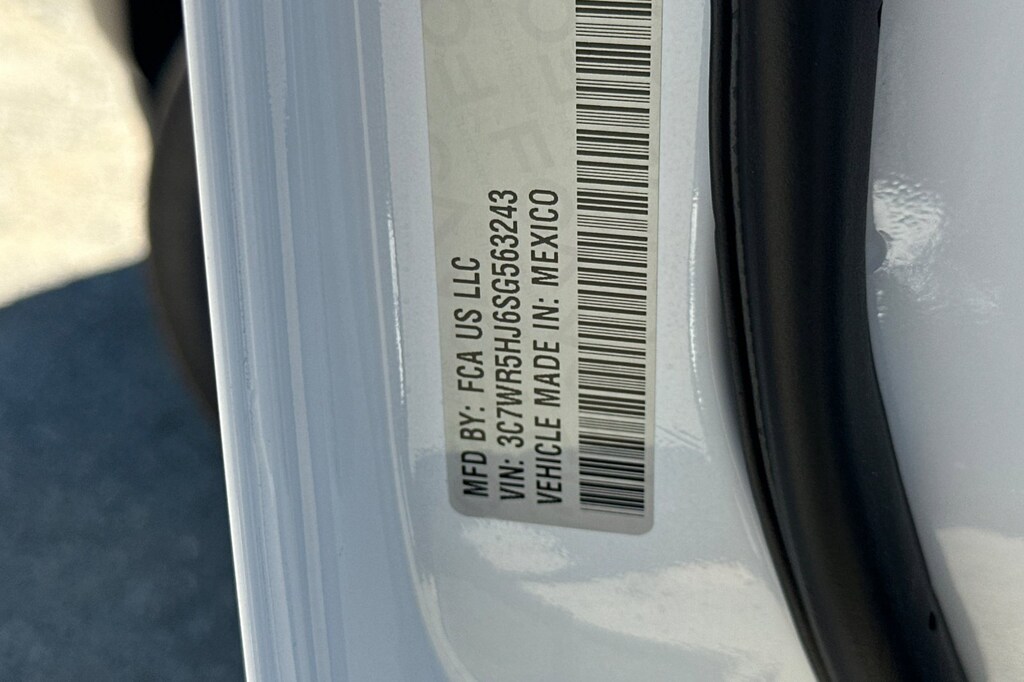 MFD BY: FCA US LLC
VIN: 3C7WR5HJ6SG563243
VEHICLE MADE IN: MEXICO